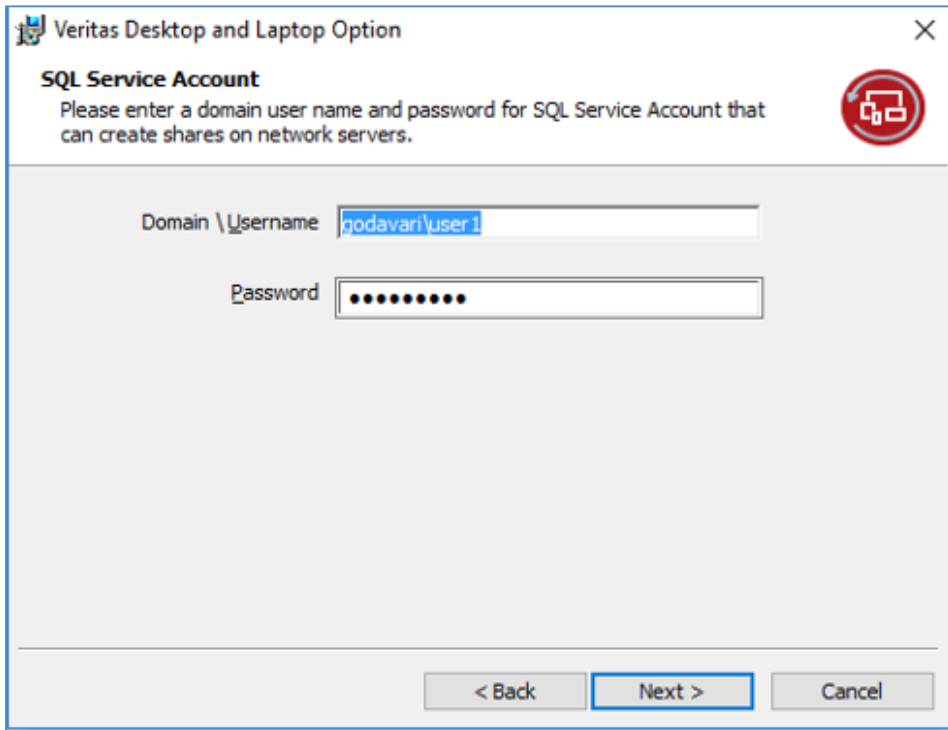 Veritas Desktop and Laptop Option
SQL Service Account
Please enter a domain user name and password for SQL Service Account that
can create shares on network servers.
Domain \ Username godavari\user1
Password •••••••••
< Back Next > Cancel